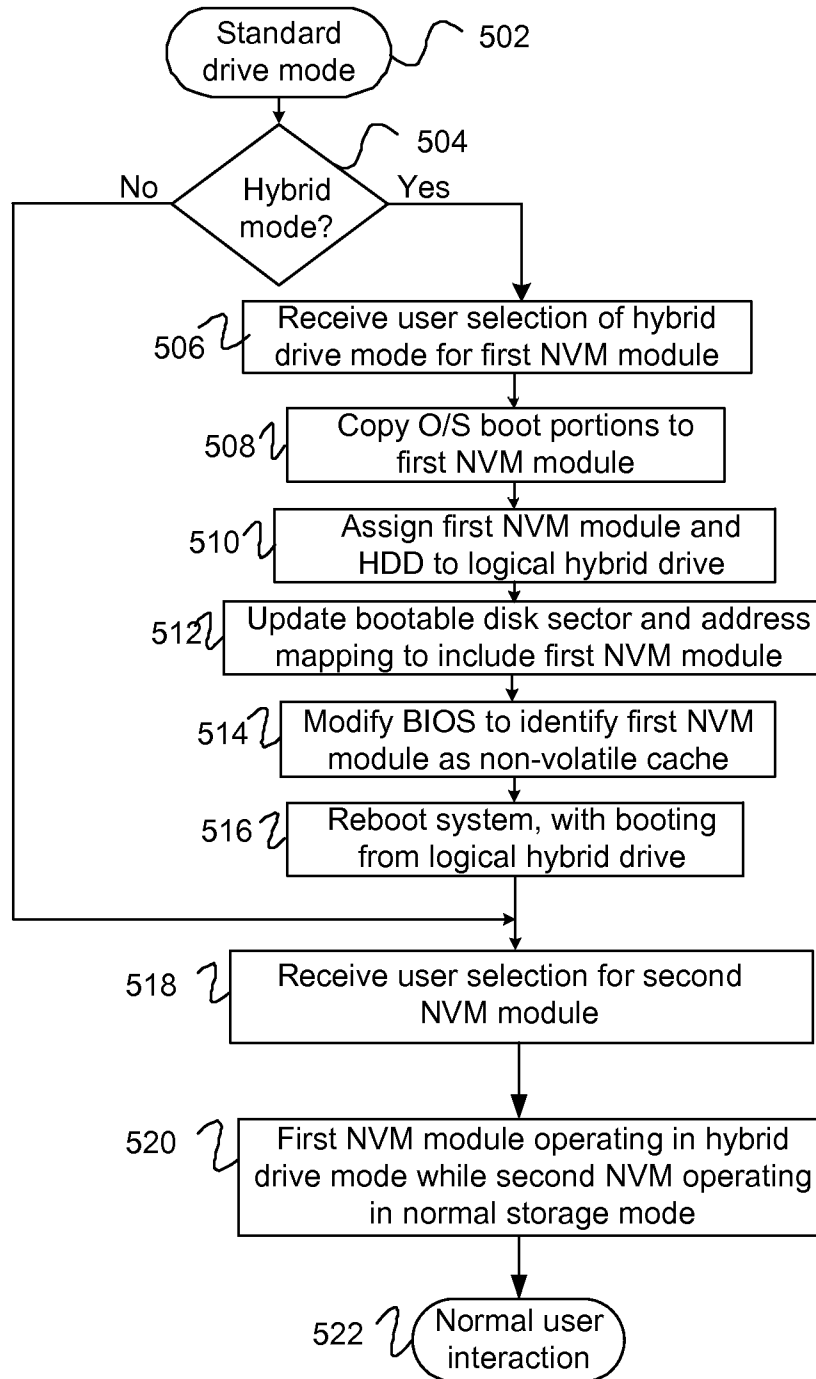 Standard
drive mode
502
504
No
Hybrid
mode?
Yes
506
Receive user selection of hybrid
drive mode for first NVM module
508
Copy O/S boot portions to
first NVM module
510
Assign first NVM module and
HDD to logical hybrid drive
512
Update bootable disk sector and address
mapping to include first NVM module
514
Modify BIOS to identify first NVM
module as non-volatile cache
516
Reboot system, with booting
from logical hybrid drive
518
Receive user selection for second
NVM module
520
First NVM module operating in hybrid
drive mode while second NVM operating
in normal storage mode
522
Normal user
interaction